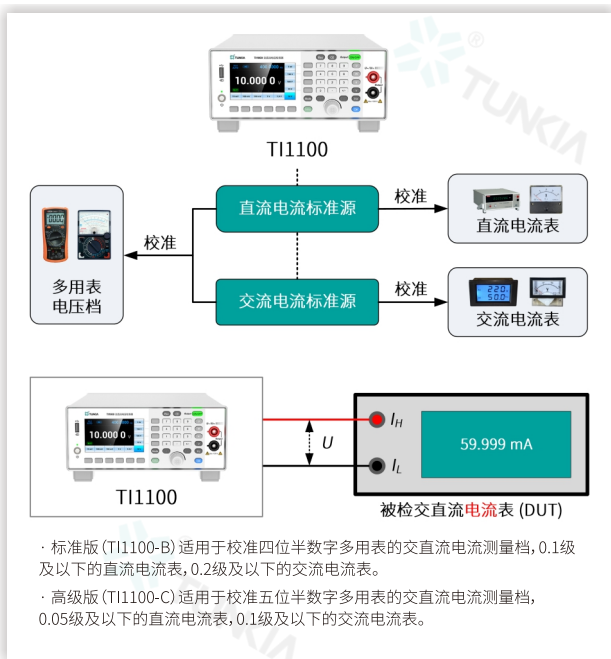 TUNKIA
®
10.000 0 V
TI1100
直流电流标准源
校准
直流电流表
校准
多用表
电压档
交流电流标准源
校准
220.
50.0
交流电流表
10.000 0 V
TI1100
U
I_H
I_L
59.999 mA
被检交直流电流表 (DUT)
· 标准版 (TI1100-B) 适用于校准四位半数字多用表的交直流电流测量档, 0.1级
及以下的直流电流表, 0.2级及以下的交流电流表。
· 高级版 (TI1100-C) 适用于校准五位半数字多用表的交直流电流测量档,
0.05级及以下的直流电流表, 0.1级及以下的交流电流表。
TUNKIA